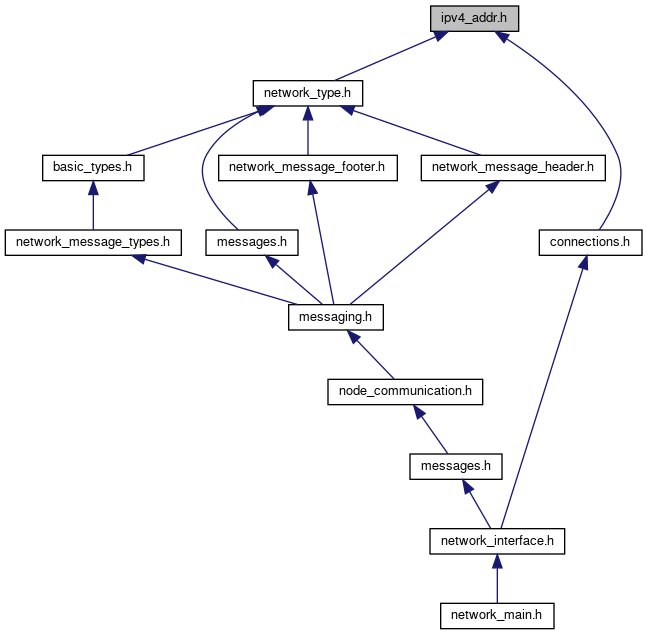 ipv4_addr.h
network_type.h
basic_types.h
network_message_footer.h
network_message_header.h
network_message_types.h
messages.h
connections.h
messaging.h
node_communication.h
messages.h
network_interface.h
network_main.h